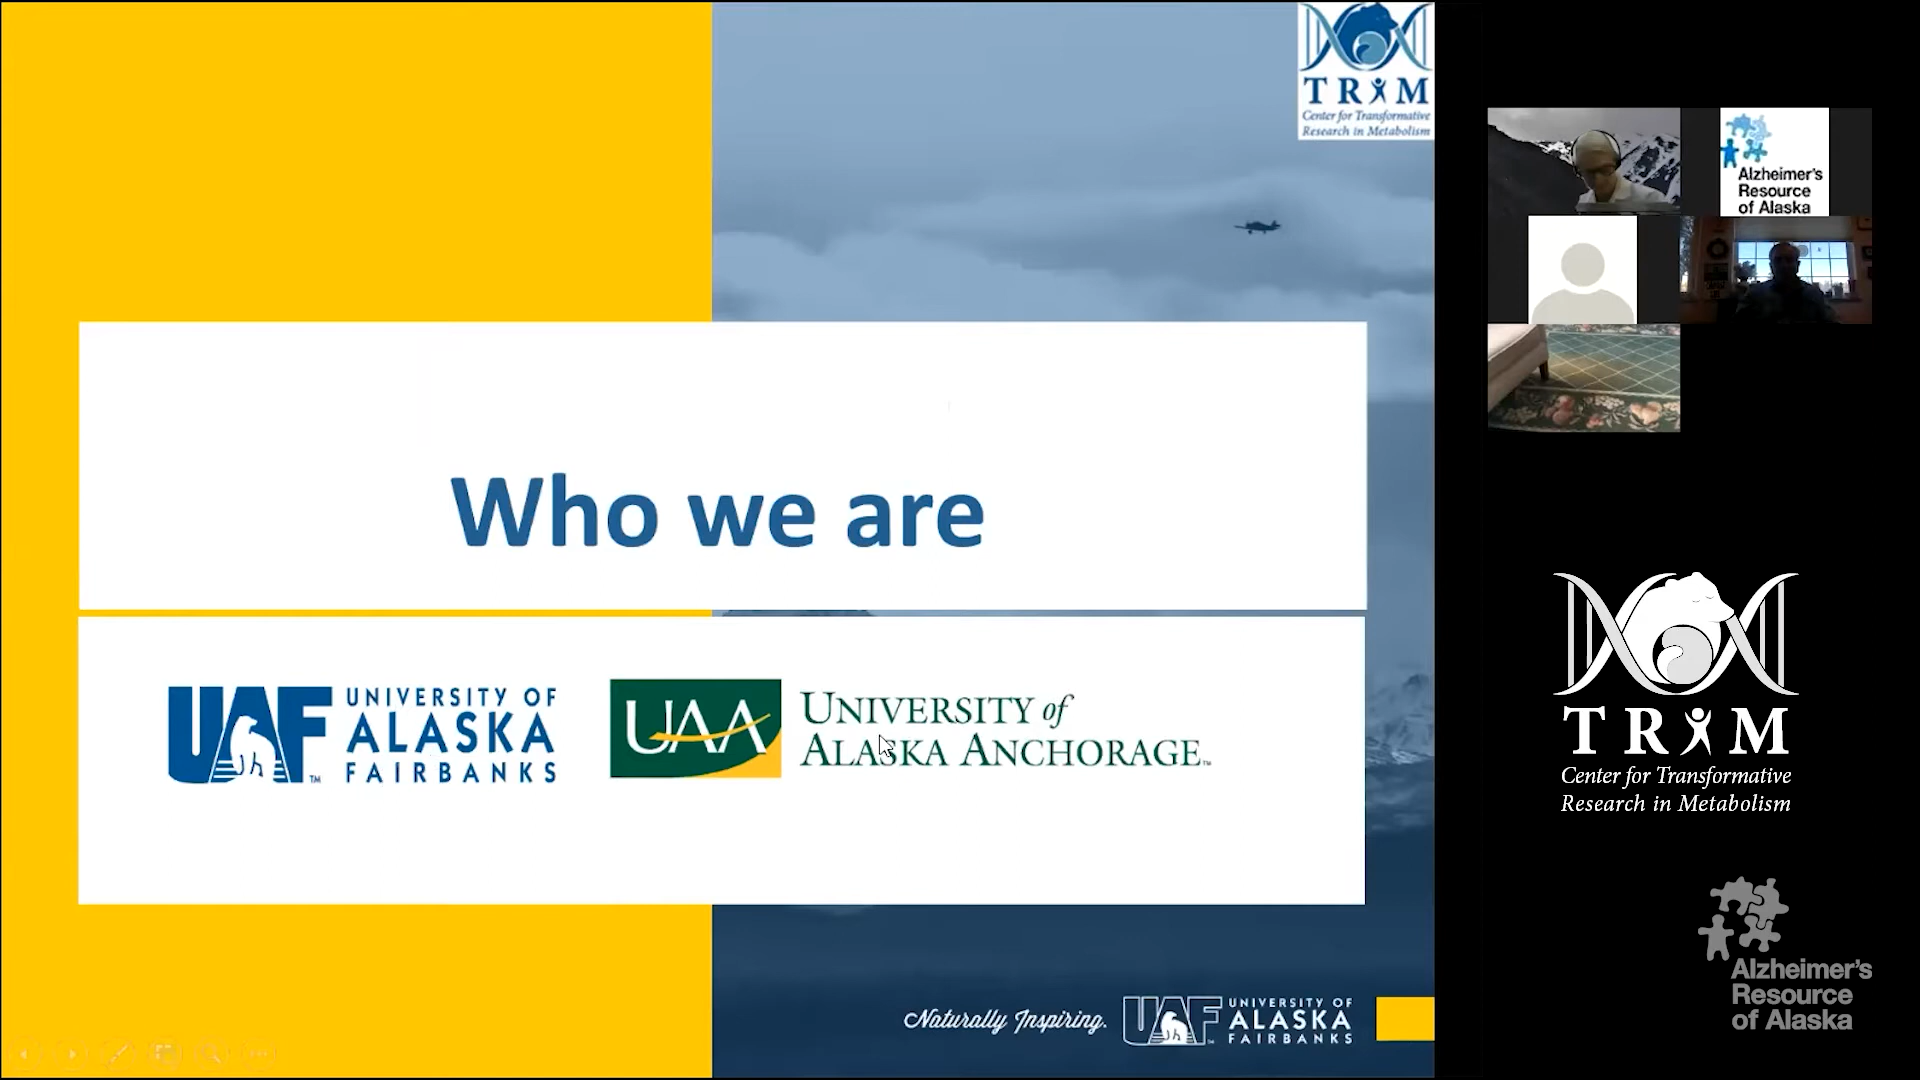 TRiM
Center for Transformative
Research in Metabolism
Who we are
UAF
UNIVERSITY OF
ALASKA
FAIRBANKS
TM
UAA
UNIVERSITY of
ALASKA ANCHORAGE
TM
Naturally Inspiring.
UAF
UNIVERSITY OF
ALASKA
FAIRBANKS
Alzheimer's
Resource
of Alaska
TRiM
Center for Transformative
Research in Metabolism
Alzheimer's
Resource
of Alaska